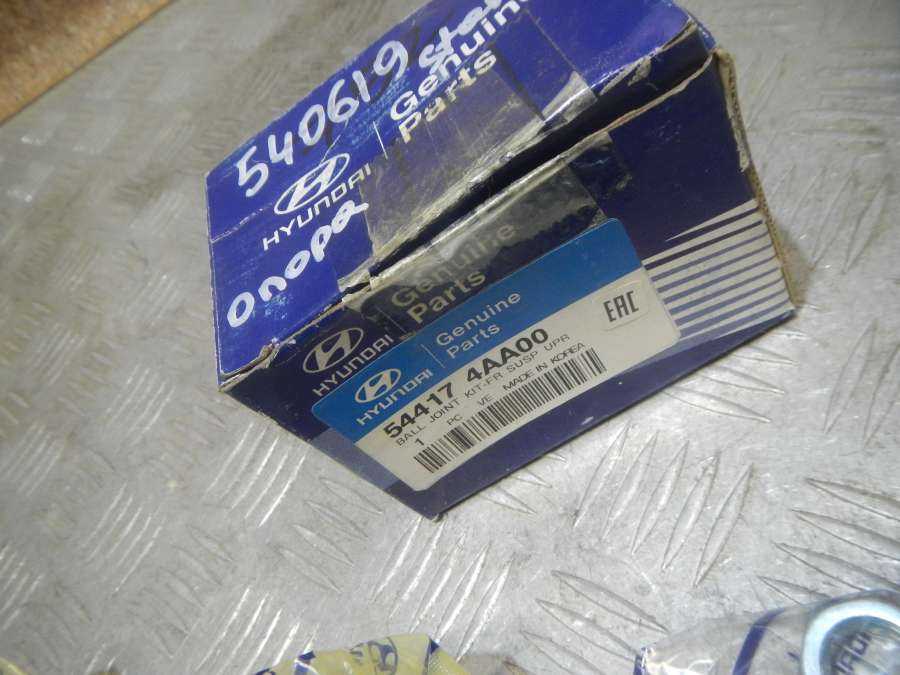 540619
HYUNDAI
Genuine
Parts
опора
HYUNDAI
Genuine
Parts
HYUNDAI
Genuine
Parts
EAC
54417 4AA00
BALL JOINT KIT-FR SUSP UPR
1 PC VE MADE IN KOREA